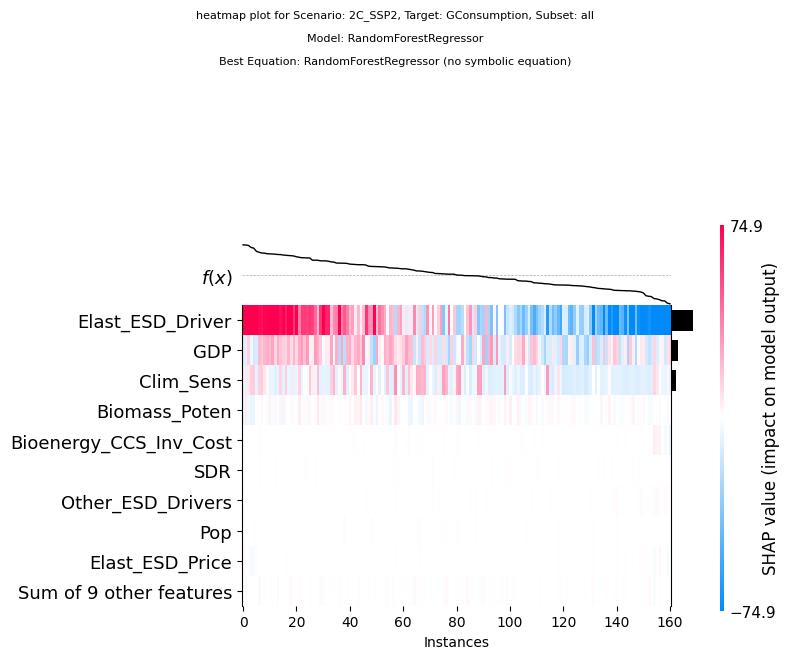 heatmap plot for Scenario: 2C_SSP2, Target: GConsumption, Subset: all
Model: RandomForestRegressor
Best Equation: RandomForestRegressor (no symbolic equation)
74.9
f(x)
Elast_ESD_Driver
GDP
Clim_Sens
Biomass_Poten
Bioenergy_CCS_Inv_Cost
SDR
Other_ESD_Drivers
Pop
Elast_ESD_Price
Sum of 9 other features
SHAP value (impact on model output)
−74.9
0 20 40 60 80 100 120 140 160
Instances